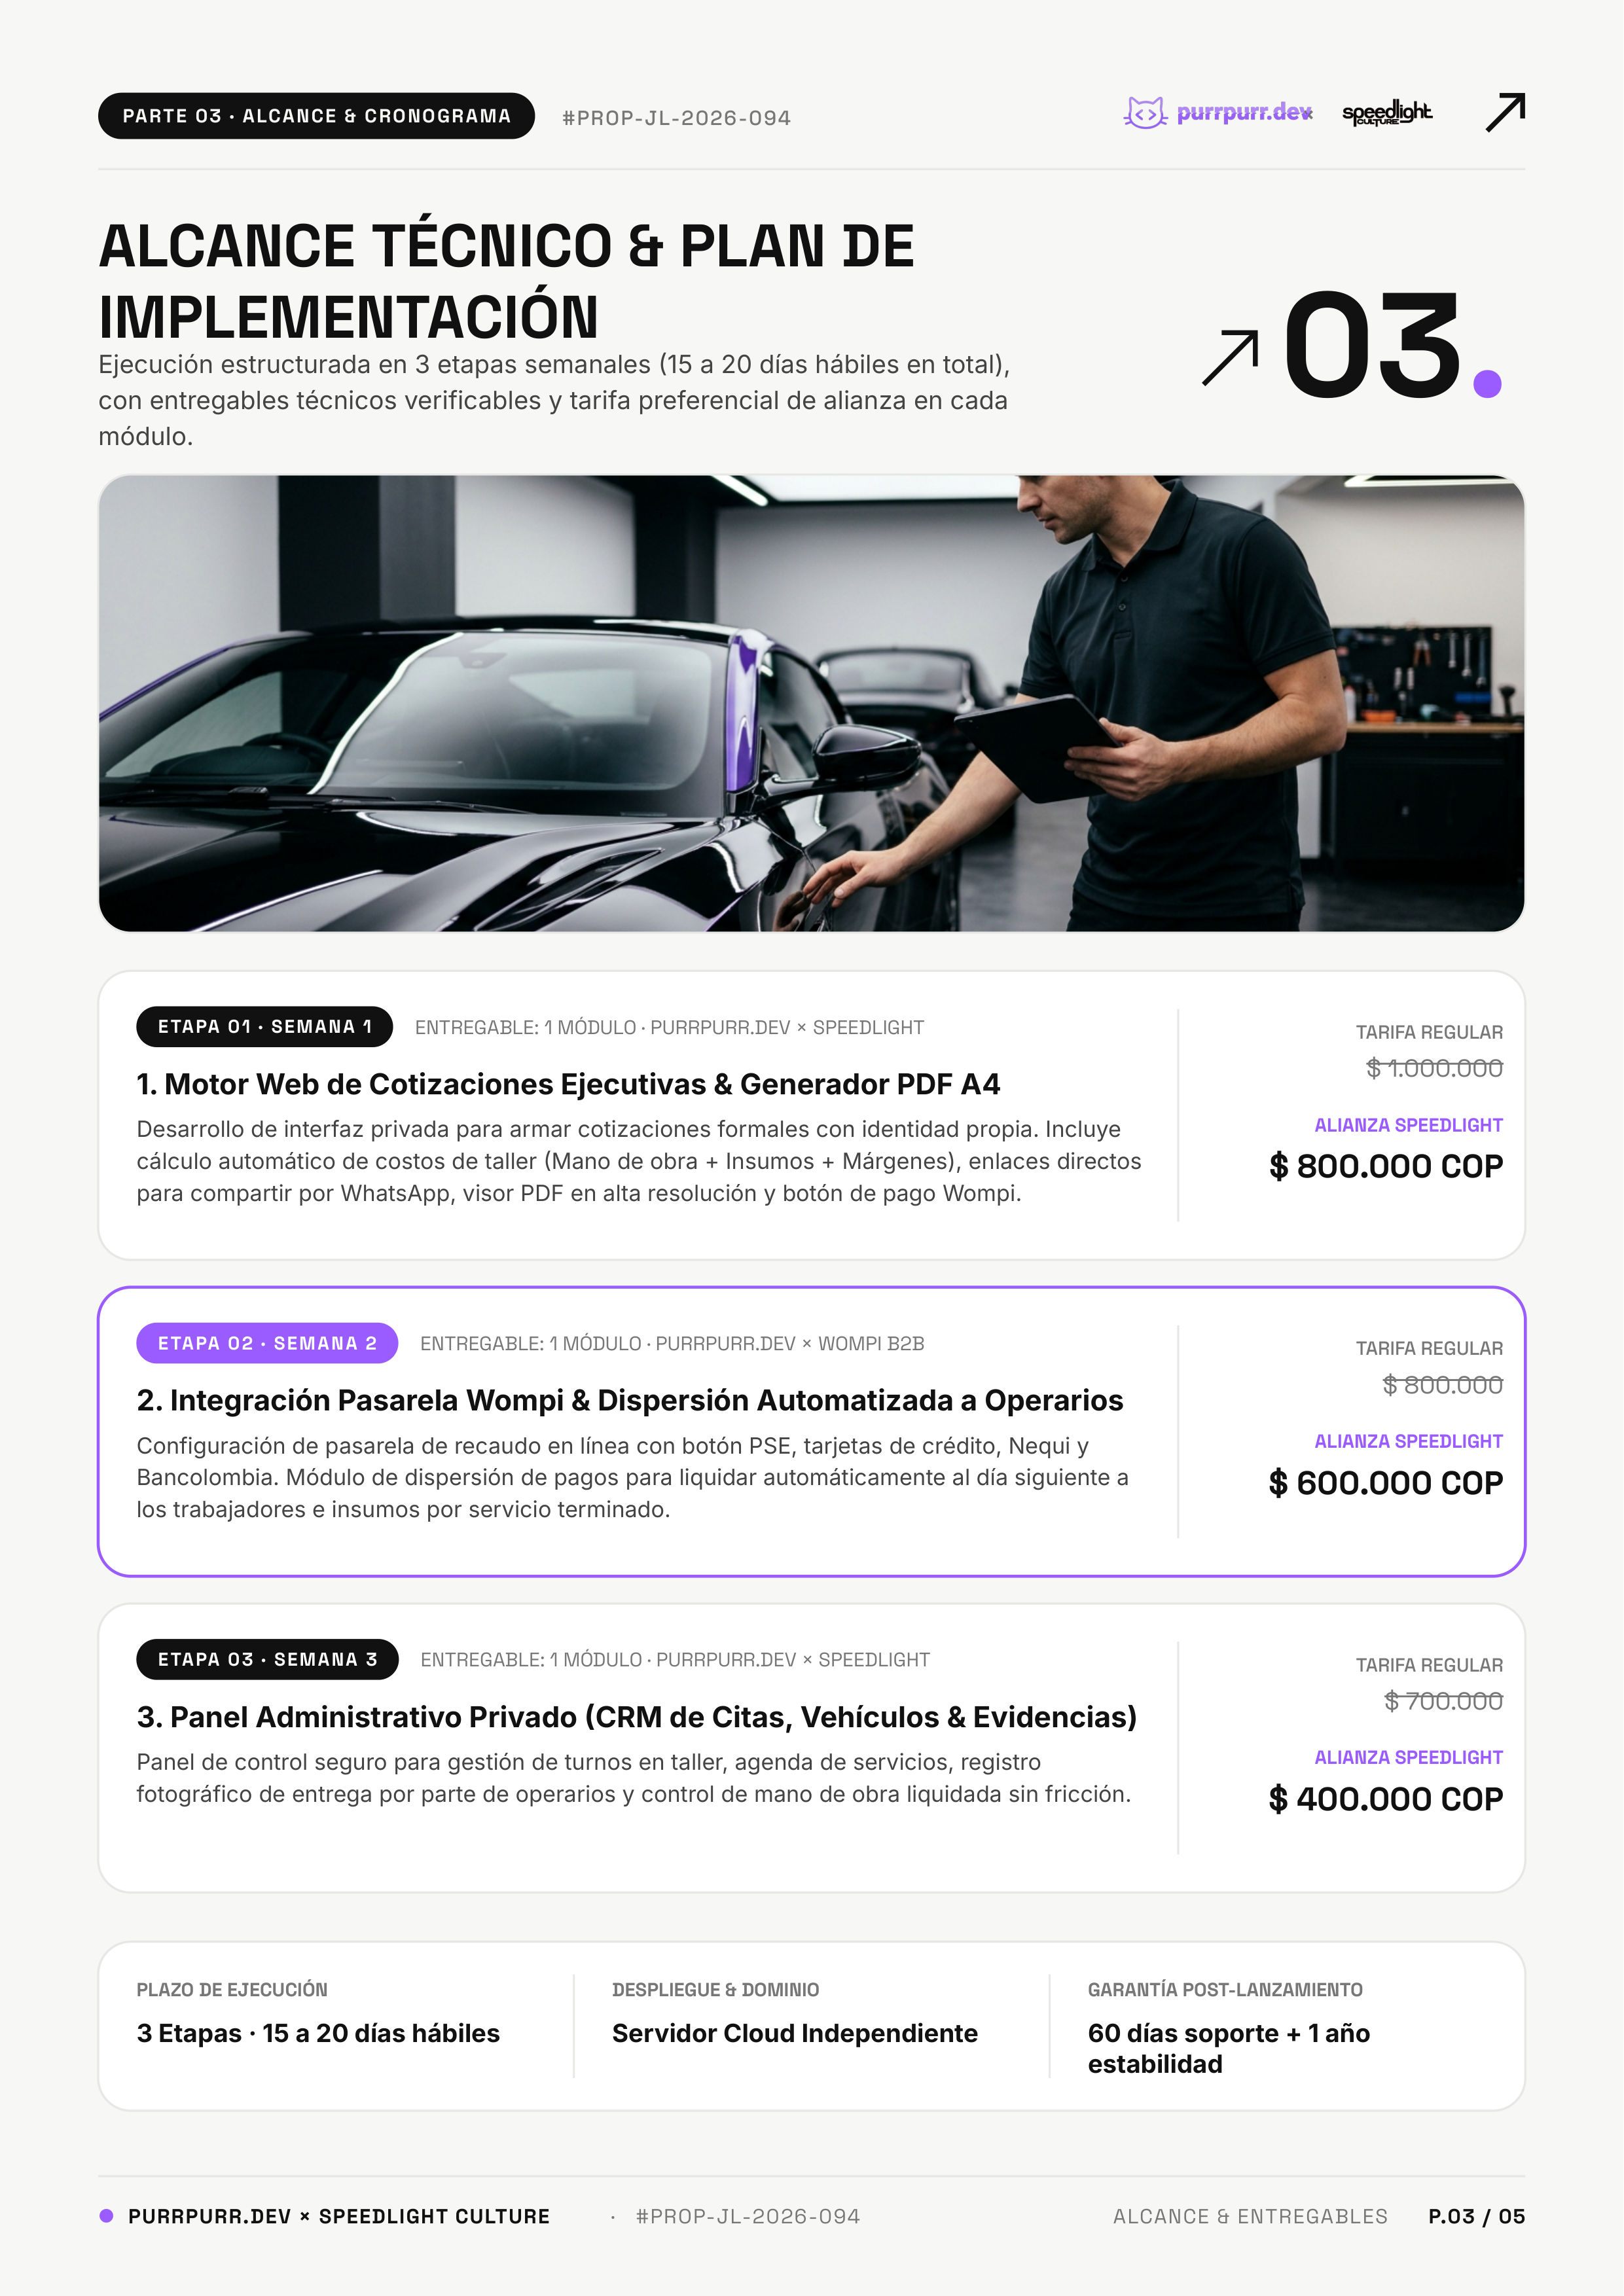 PARTE 03 · ALCANCE & CRONOGRAMA
#PROP-JL-2026-094
purrpurr.dev
×
speedlight
CULTURE
ALCANCE TÉCNICO & PLAN DE
IMPLEMENTACIÓN
Ejecución estructurada en 3 etapas semanales (15 a 20 días hábiles en total),
con entregables técnicos verificables y tarifa preferencial de alianza en cada
módulo.
03.
ETAPA 01 · SEMANA 1
ENTREGABLE: 1 MÓDULO · PURRPURR.DEV × SPEEDLIGHT
1. Motor Web de Cotizaciones Ejecutivas & Generador PDF A4
Desarrollo de interfaz privada para armar cotizaciones formales con identidad propia. Incluye
cálculo automático de costos de taller (Mano de obra + Insumos + Márgenes), enlaces directos
para compartir por WhatsApp, visor PDF en alta resolución y botón de pago Wompi.
TARIFA REGULAR
$ 1.000.000
ALIANZA SPEEDLIGHT
$ 800.000 COP
ETAPA 02 · SEMANA 2
ENTREGABLE: 1 MÓDULO · PURRPURR.DEV × WOMPI B2B
2. Integración Pasarela Wompi & Dispersión Automatizada a Operarios
Configuración de pasarela de recaudo en línea con botón PSE, tarjetas de crédito, Nequi y
Bancolombia. Módulo de dispersión de pagos para liquidar automáticamente al día siguiente a
los trabajadores e insumos por servicio terminado.
TARIFA REGULAR
$ 800.000
ALIANZA SPEEDLIGHT
$ 600.000 COP
ETAPA 03 · SEMANA 3
ENTREGABLE: 1 MÓDULO · PURRPURR.DEV × SPEEDLIGHT
3. Panel Administrativo Privado (CRM de Citas, Vehículos & Evidencias)
Panel de control seguro para gestión de turnos en taller, agenda de servicios, registro
fotográfico de entrega por parte de operarios y control de mano de obra liquidada sin fricción.
TARIFA REGULAR
$ 700.000
ALIANZA SPEEDLIGHT
$ 400.000 COP
PLAZO DE EJECUCIÓN
3 Etapas · 15 a 20 días hábiles
DESPLIEGUE & DOMINIO
Servidor Cloud Independiente
GARANTÍA POST-LANZAMIENTO
60 días soporte + 1 año
estabilidad
PURRPURR.DEV × SPEEDLIGHT CULTURE
· #PROP-JL-2026-094
ALCANCE & ENTREGABLES
P.03 / 05